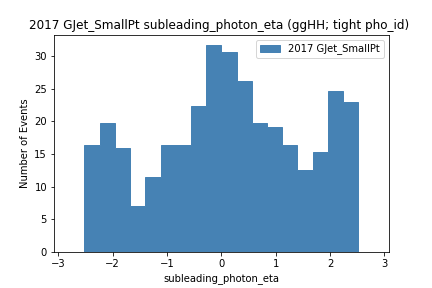 2017 GJet_SmallPt subleading_photon_eta (ggHH; tight pho_id)
2017 GJet_SmallPt
Number of Events
30
25
20
15
10
5
0
−3 −2 −1 0 1 2 3
subleading_photon_eta